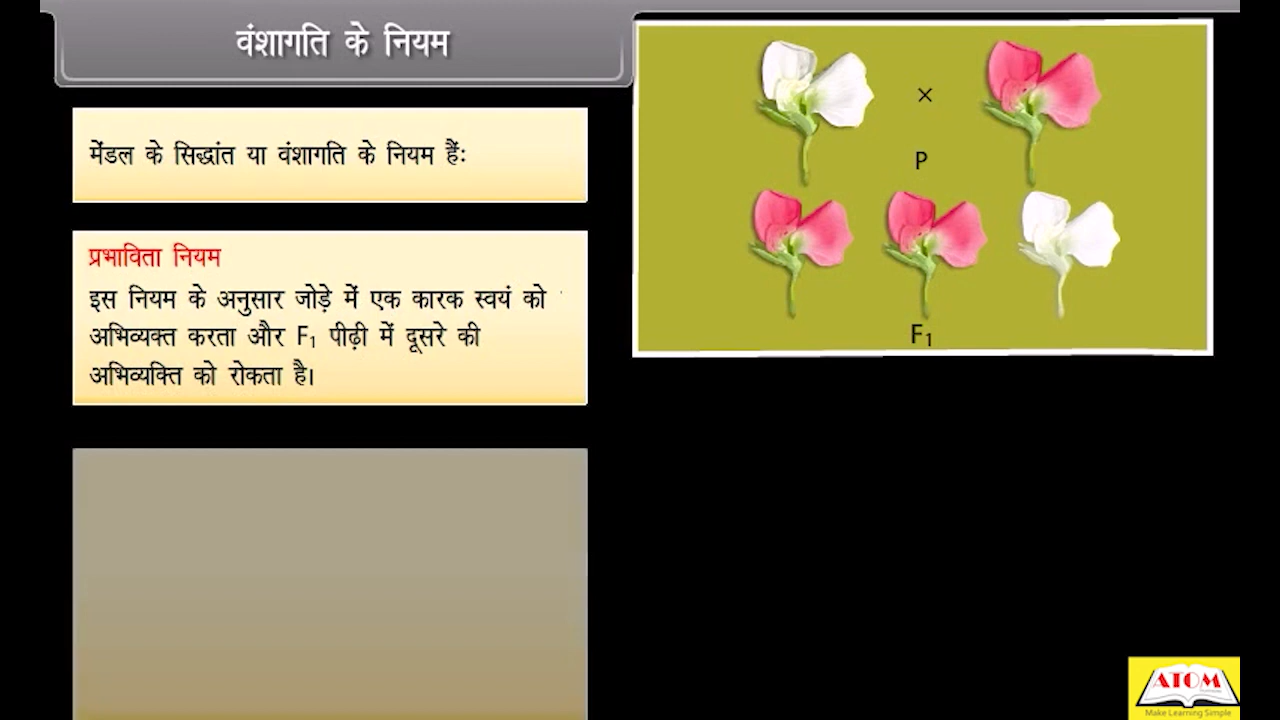 वंशागति के नियम
मेंडल के सिद्धांत या वंशागति के नियम हैं:
प्रभाविता नियम
इस नियम के अनुसार जोड़े में एक कारक स्वयं को
अभिव्यक्त करता और F₁ पीढ़ी में दूसरे की
अभिव्यक्ति को रोकता है।
×
P
F₁
ATOM
Make Learning Simple